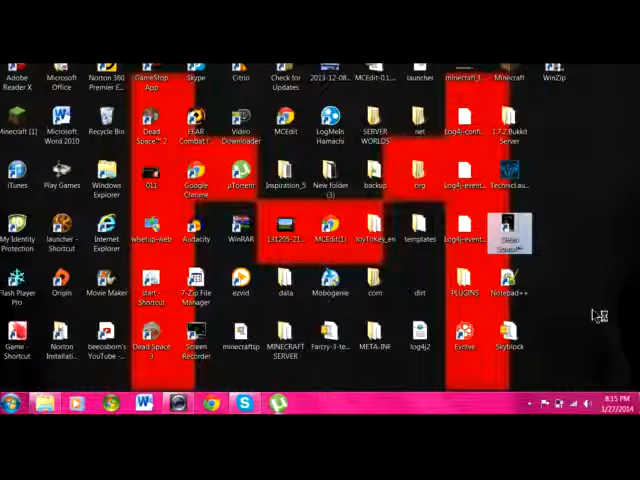 Adobe Reader X
Microsoft Office
Norton 360 Premier E...
GameStop App
Skype
Citrio
Check for Updates
2013-12-08...
MCEdit-0.1...
launcher
Minecraft
WinZip
Minecraft [1]
Microsoft Word 2010
Recycle Bin
Dead Space™ 2
FEAR Combat (...
Video Downloader
MCEdit
LogMeIn Hamachi
SERVER WORLDS
net
Log4j-confi...
1.7.2 Bukkit Server
iTunes
Play Games
Windows Explorer
011
Google Chrome
µTorrent
Inspiration_5
New folder (3)
backup
org
Log4j-event...
TechnicLau...
My Identity Protection
launcher - Shortcut
Internet Explorer
wlsetup-web
Audacity
WinRAR
131205-21...
MCEdit(1)
JoyToKey_en
templates
Log4j-event...
Dead Space™
Flash Player Pro
Origin
Movie Maker
start - Shortcut
7-Zip File Manager
ezvid
data
Mobogenie
com
dirt
PLUGINS
Notepad++
Game - Shortcut
Norton Installati...
beeosborn's YouTube -...
Dead Space 3
Screen Recorder
minecraftsp
MINECRAFT SERVER
Farcry-3-te...
META-INF
log4j2
Evolve
Skyblock
8:15 PM
1/27/2014